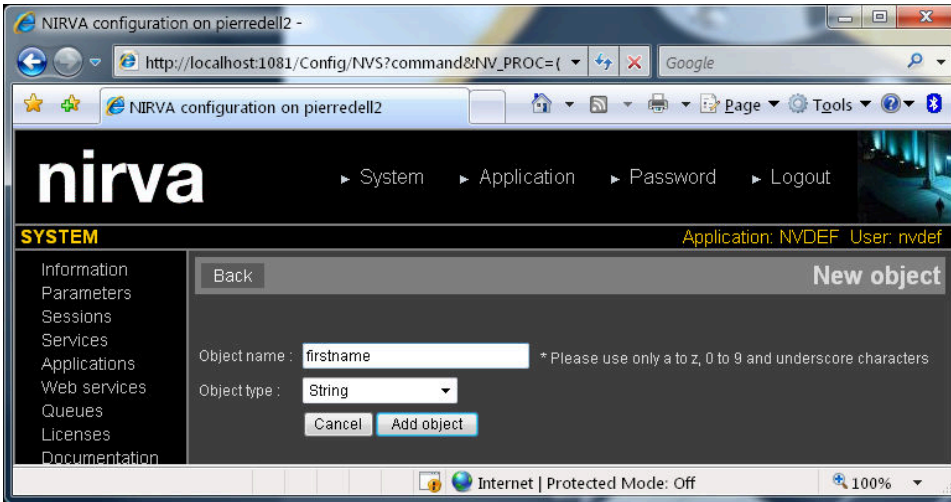 NIRVA configuration on pierredell2 -
http://localhost:1081/Config/NVS?command&NV_PROC=(
Google
NIRVA configuration on pierredell2
Page
Tools
nirva
System
Application
Password
Logout
SYSTEM
Application: NVDEF User: nvdef
Information
Parameters
Sessions
Services
Applications
Web services
Queues
Licenses
Documentation
Back
New object
Object name : firstname * Please use only a to z, 0 to 9 and underscore characters
Object type : String
Cancel
Add object
Internet | Protected Mode: Off
100%